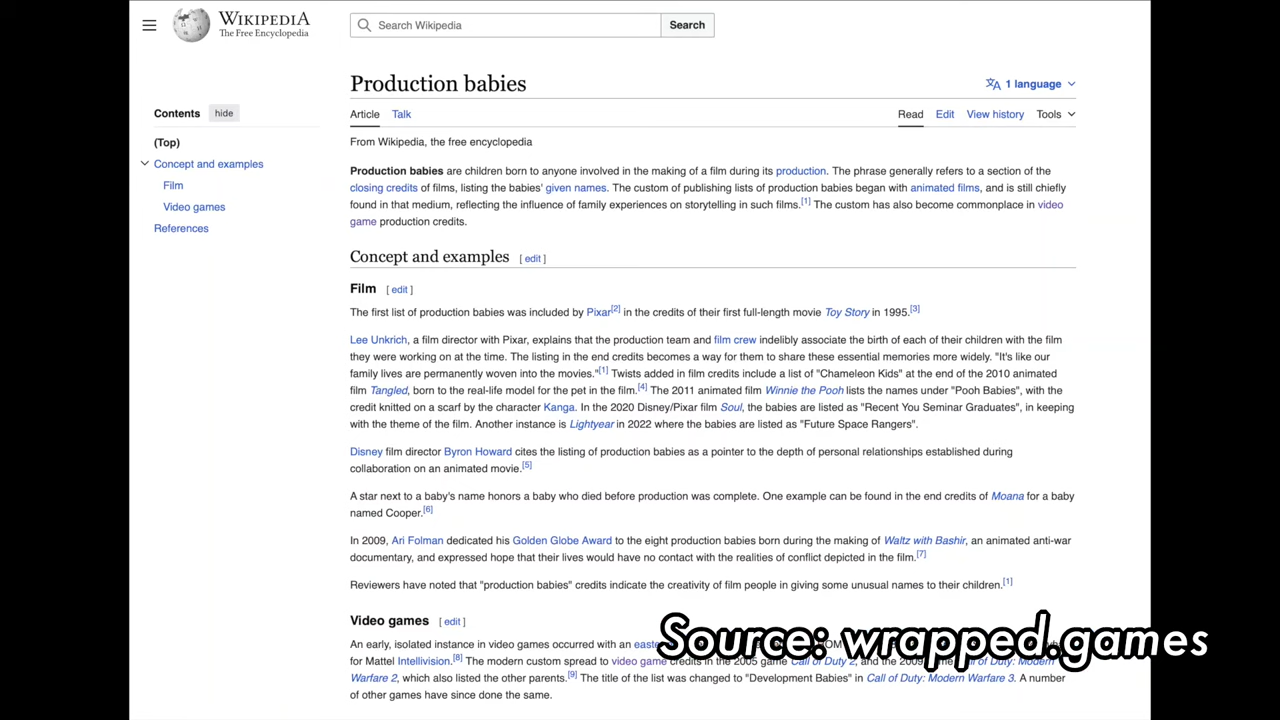 WIKIPEDIA
The Free Encyclopedia
Search Wikipedia
Search
Production babies
1 language
Contents hide
(Top)
Concept and examples
Film
Video games
References
Article Talk
Read Edit View history Tools
From Wikipedia, the free encyclopedia
Production babies are children born to anyone involved in the making of a film during its production. The phrase generally refers to a section of the
closing credits of films, listing the babies' given names. The custom of publishing lists of production babies began with animated films, and is still chiefly
found in that medium, reflecting the influence of family experiences on storytelling in such films.[1] The custom has also become commonplace in video
game production credits.
Concept and examples [ edit ]
Film [ edit ]
The first list of production babies was included by Pixar[2] in the credits of their first full-length movie Toy Story in 1995.[3]
Lee Unkrich, a film director with Pixar, explains that the production team and film crew indelibly associate the birth of each of their children with the film
they were working on at the time. The listing in the end credits becomes a way for them to share these essential memories more widely. "It's like our
family lives are permanently woven into the movies."[1] Twists added in film credits include a list of "Chameleon Kids" at the end of the 2010 animated
film Tangled, born to the real-life model for the pet in the film.[4] The 2011 animated film Winnie the Pooh lists the names under "Pooh Babies", with the
credit knitted on a scarf by the character Kanga. In the 2020 Disney/Pixar film Soul, the babies are listed as "Recent You Seminar Graduates", in keeping
with the theme of the film. Another instance is Lightyear in 2022 where the babies are listed as "Future Space Rangers".
Disney film director Byron Howard cites the listing of production babies as a pointer to the depth of personal relationships established during
collaboration on an animated movie.[5]
A star next to a baby's name honors a baby who died before production was complete. One example can be found in the end credits of Moana for a baby
named Cooper.[6]
In 2009, Ari Folman dedicated his Golden Globe Award to the eight production babies born during the making of Waltz with Bashir, an animated anti-war
documentary, and expressed hope that their lives would have no contact with the realities of conflict depicted in the film.[7]
Reviewers have noted that "production babies" credits indicate the creativity of film people in giving some unusual names to their children.[1]
Video games [ edit ]
An early, isolated instance in video games occurred with an
for Mattel Intellivision.[8] The modern custom spread to video game credits in the 2005 game Call of Duty 2, and the 2009 of Duty: Modern
Warfare 2, which also listed the other parents.[9] The title of the list was changed to "Development Babies" in Call of Duty: Modern Warfare 3. A number
of other games have since done the same.
Source: wrapped.games